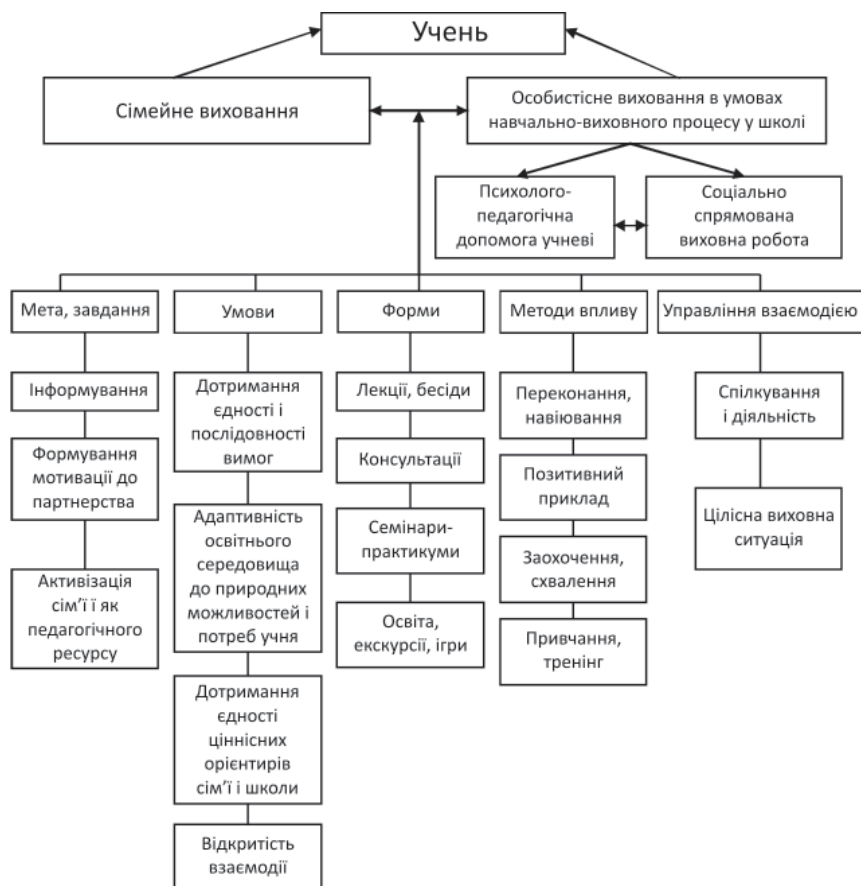 Учень
Сімейне виховання
Особистісне виховання в умовах
навчально-виховного процесу у школі
Психолого-
педагогічна
допомога учневі
Соціально
спрямована
виховна робота
Мета, завдання
Інформування
Формування
мотивації до
партнерства
Активізація
сім’ї ї як
педагогічного
ресурсу
Умови
Дотримання
єдності і
послідовності
вимог
Адаптивність
освітнього
середовища
до природних
можливостей і
потреб учня
Дотримання
єдності
ціннісних
орієнтирів
сім’ї і школи
Відкритість
взаємодії
Форми
Лекції, бесіди
Консультації
Семінари-
практикуми
Освіта,
екскурсії, ігри
Методи впливу
Переконання,
навіювання
Позитивний
приклад
Заохочення,
схвалення
Привчання,
тренінг
Управління взаємодією
Спілкування
і діяльність
Цілісна виховна
ситуація